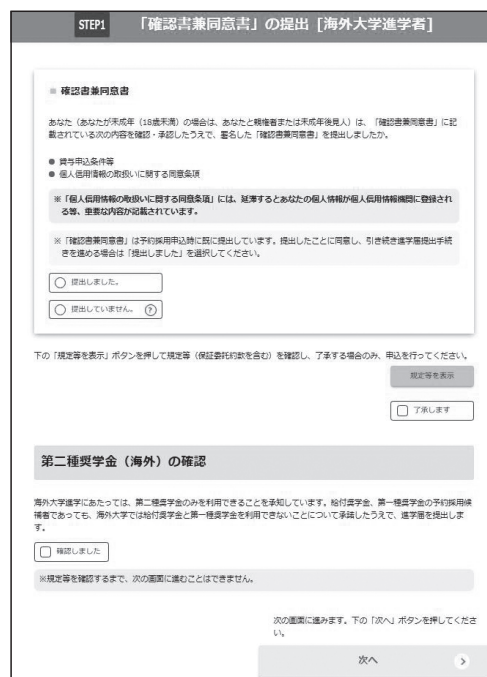 STEP1 「確認書兼同意書」の提出［海外大学進学者］
確認書兼同意書
あなた（あなたが未成年（18歳未満）の場合は、あなたと親権者または未成年後見人）は、「確認書兼同意書」に記
載されている次の内容を確認・承認したうえで、署名した「確認書兼同意書」を提出しましたか。
● 貸与申込条件等
● 個人信用情報の取扱いに関する同意条項
※「個人信用情報の取扱いに関する同意条項」には、延滞するとあなたの個人情報が個人信用情報機関に登録され
る等、重要な内容が記載されています。
※「確認書兼同意書」は予約採用申込時に既に提出しています。提出したことに同意し、引き続き進学届提出手続
きを進める場合は「提出しました」を選択してください。
提出しました。
提出していません。 ?
下の「規定等を表示」ボタンを押して規定等（保証委託約款を含む）を確認し、了承する場合のみ、申込を行ってください。
規定等を表示
了承します
第二種奨学金（海外）の確認
海外大学進学にあたっては、第二種奨学金のみを利用できることを承知しています。給付奨学金、第一種奨学金の予約採用候
補者であっても、海外大学では給付奨学金と第一種奨学金を利用できないことについて承諾したうえで、進学届を提出しま
す。
確認しました
※規定等を確認するまで、次の画面に進むことはできません。
次の画面に進みます。下の「次へ」ボタンを押してくださ
い。
次へ